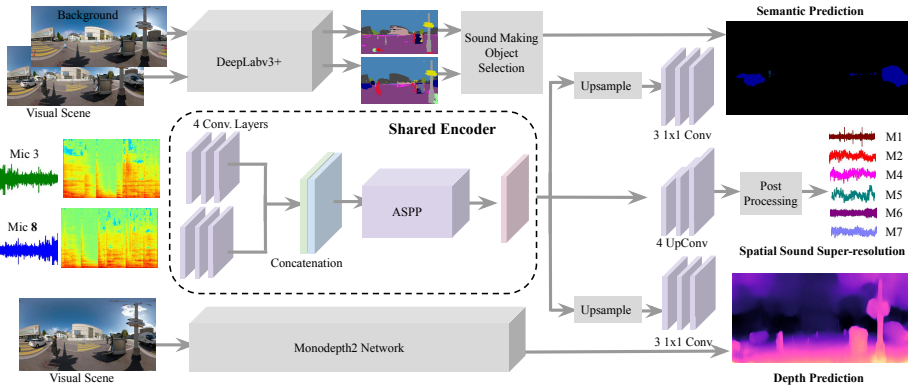 Background
Visual Scene
DeepLabv3+
Sound Making
Object
Selection
Semantic Prediction
Upsample
3 1x1 Conv
Mic 3
Mic 8
4 Conv. Layers
Shared Encoder
Concatenation
ASPP
4 UpConv
Post
Processing
M1
M2
M4
M5
M6
M7
Spatial Sound Super-resolution
Upsample
3 1x1 Conv
Visual Scene
Monodepth2 Network
Depth Prediction